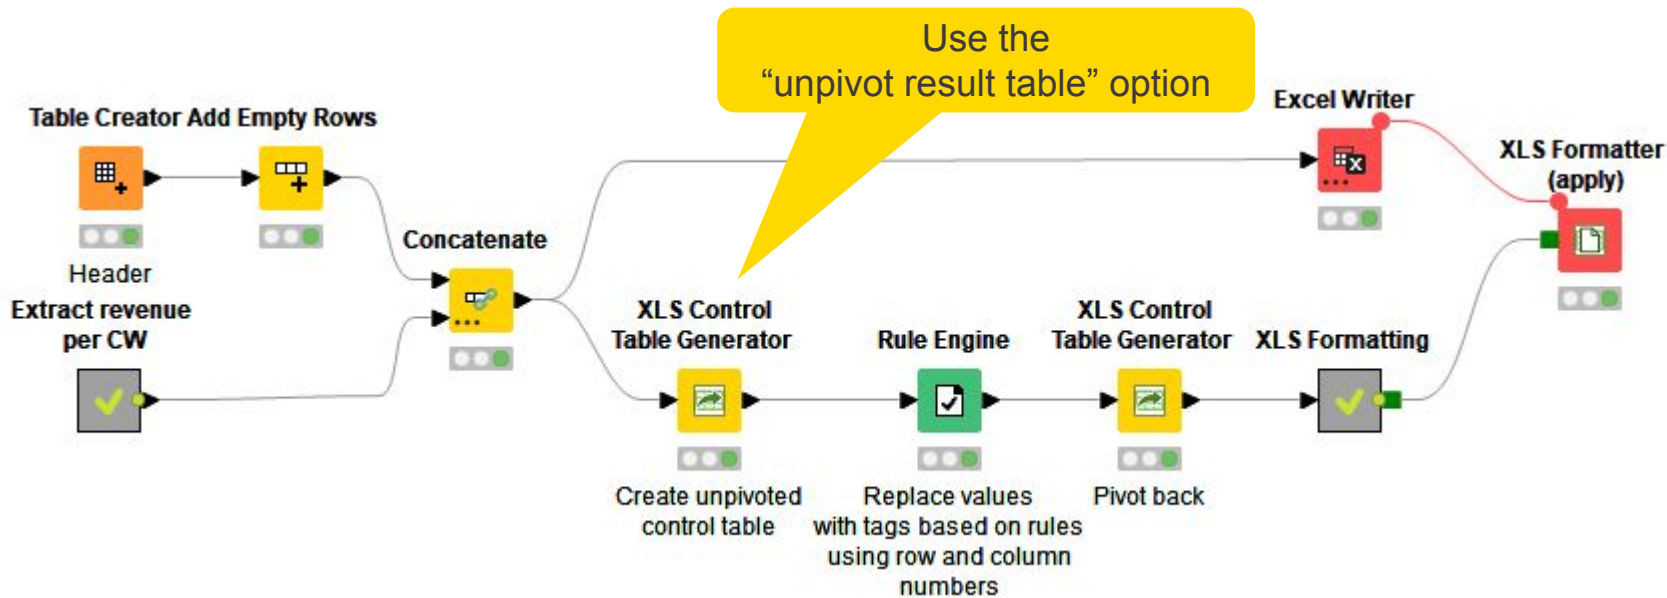 Use the
“unpivot result table” option
Table Creator
Add Empty Rows
Excel Writer
XLS Formatter
(apply)
Header
Extract revenue
per CW
Concatenate
XLS Control
Table Generator
Rule Engine
XLS Control
Table Generator
XLS Formatting
Create unpivoted
control table
Replace values
with tags based on rules
using row and column
numbers
Pivot back